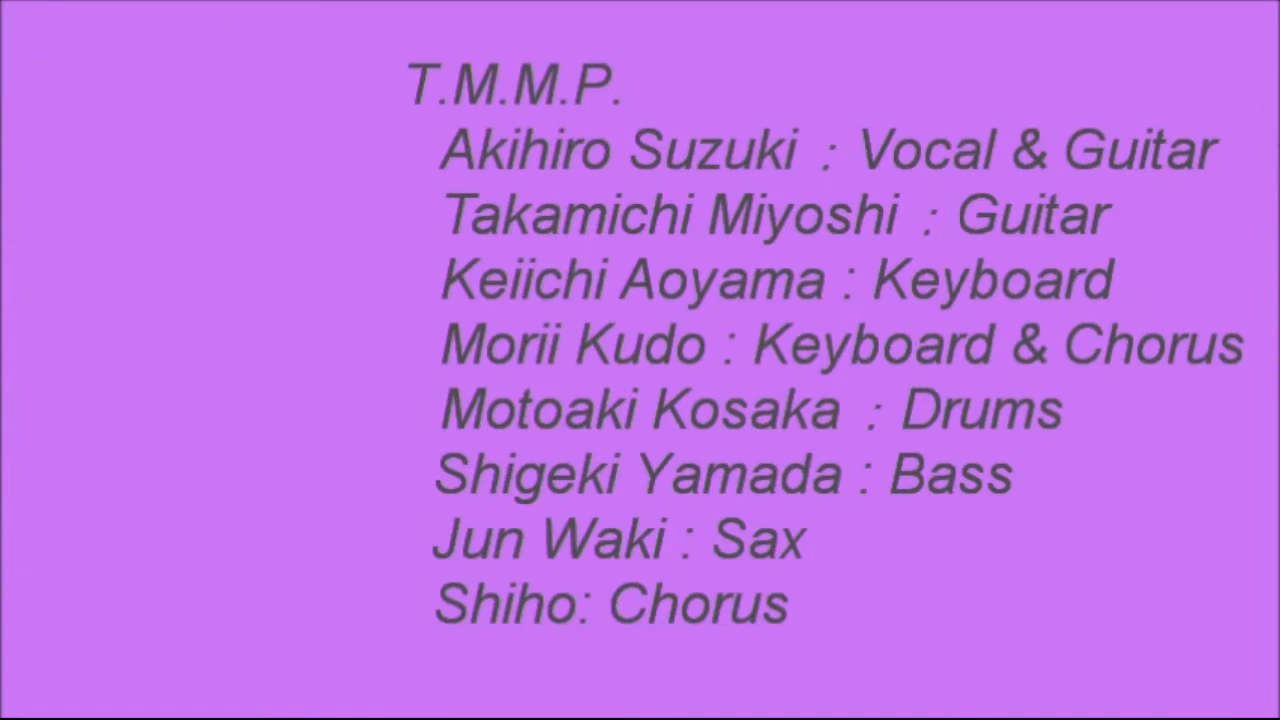 T.M.M.P.
Akihiro Suzuki : Vocal & Guitar
Takamichi Miyoshi : Guitar
Keiichi Aoyama : Keyboard
Morii Kudo : Keyboard & Chorus
Motoaki Kosaka : Drums
Shigeki Yamada : Bass
Jun Waki : Sax
Shiho: Chorus